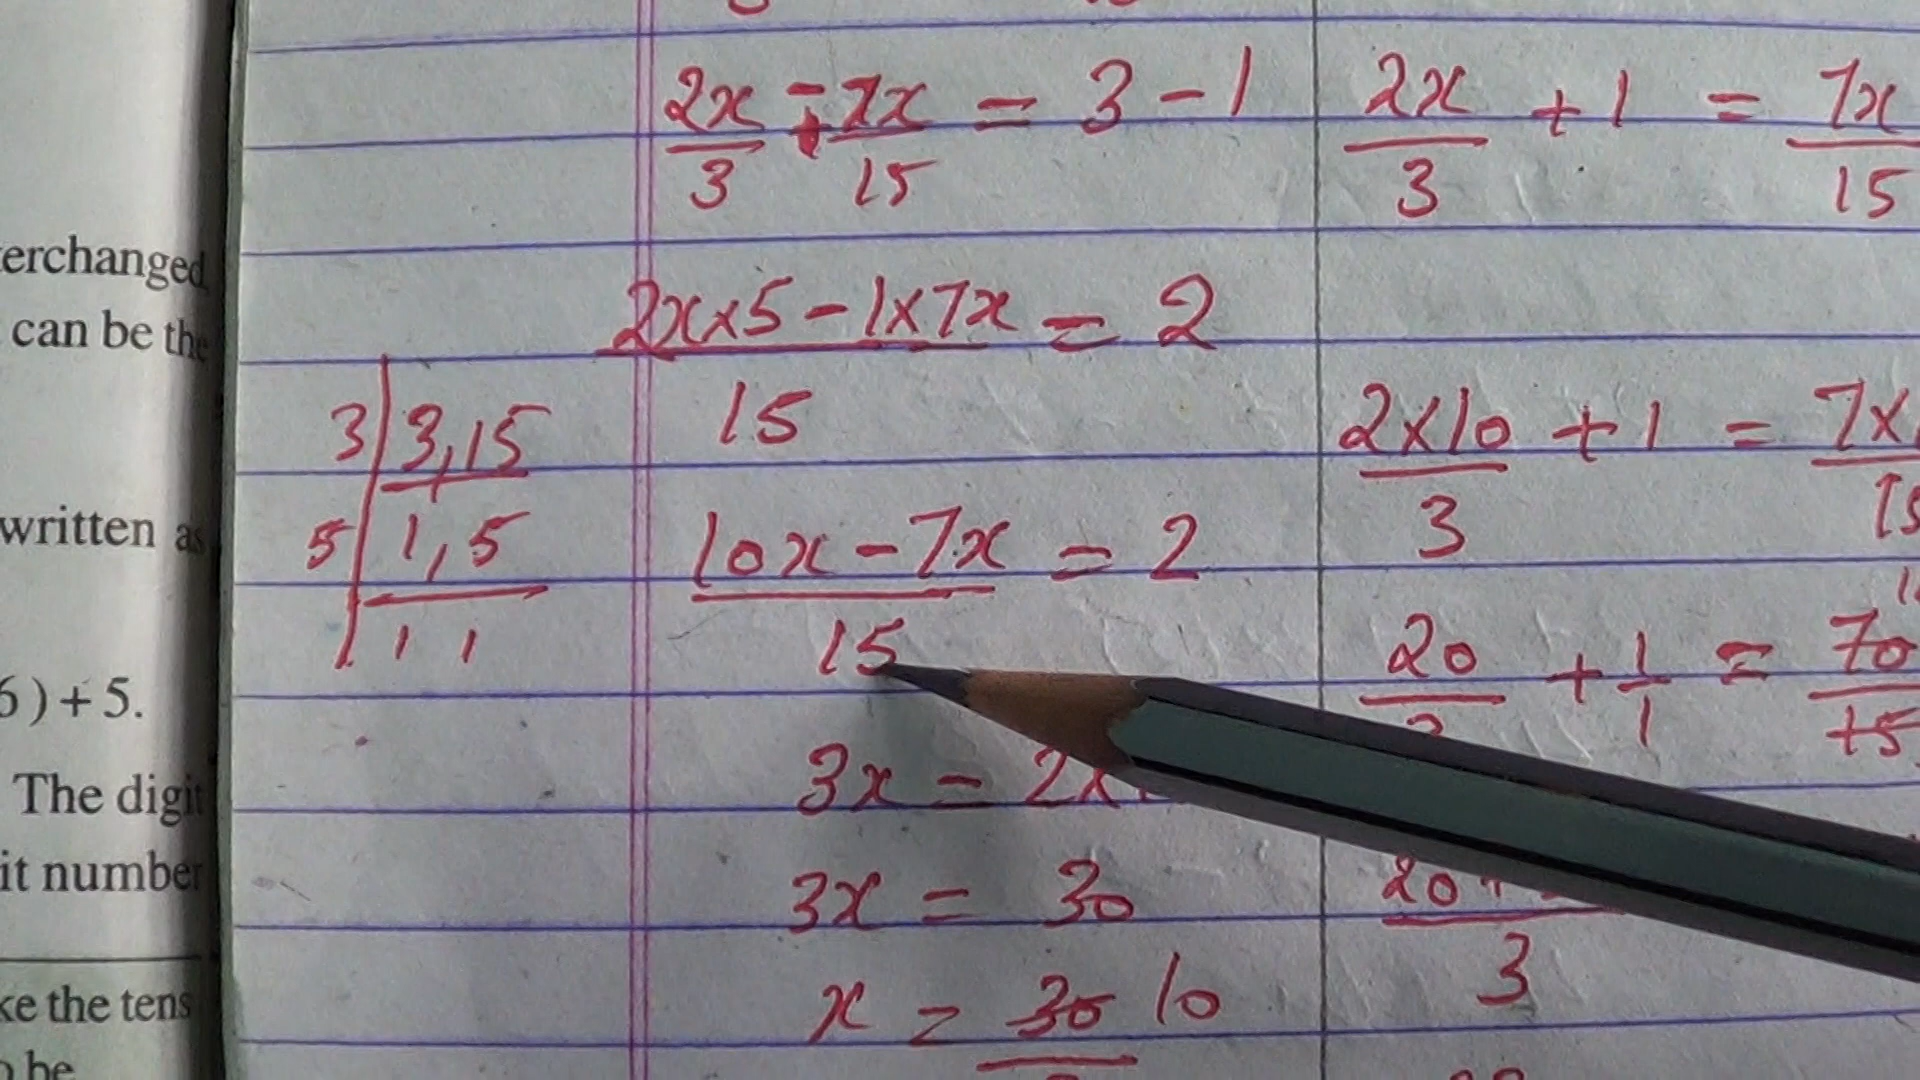 erchanged
can be the
written as
6) + 5.
The digit
it number
ke the tens
be
2x/3 - 7x/15 = 3 - 1
2x×5 - 1×7x / 15 = 2
3 | 3, 15
5 | 1, 5
1 1
10x - 7x / 15 = 2
3x = 2x
3x = 30
x = 30 10
2x/3 + 1 = 7x/15
2×10/3 + 1 = 7×
20 + 1/1 = 70
20
3